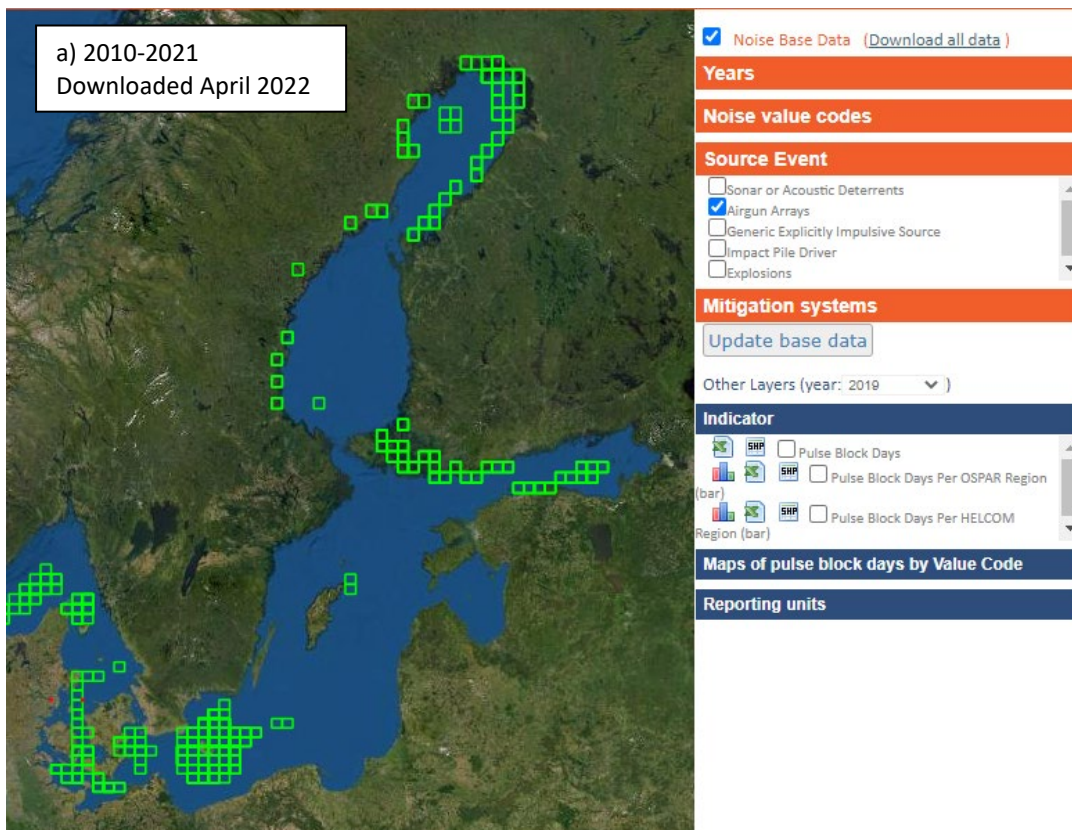 a) 2010-2021
Downloaded April 2022
Noise Base Data (Download all data )
Years
Noise value codes
Source Event
Sonar or Acoustic Deterrents
Airgun Arrays
Generic Explicitly Impulsive Source
Impact Pile Driver
Explosions
Mitigation systems
Update base data
Other Layers (year: 2019 )
Indicator
SHP Pulse Block Days
SHP Pulse Block Days Per OSPAR Region
(bar)
SHP Pulse Block Days Per HELCOM
Region (bar)
Maps of pulse block days by Value Code
Reporting units